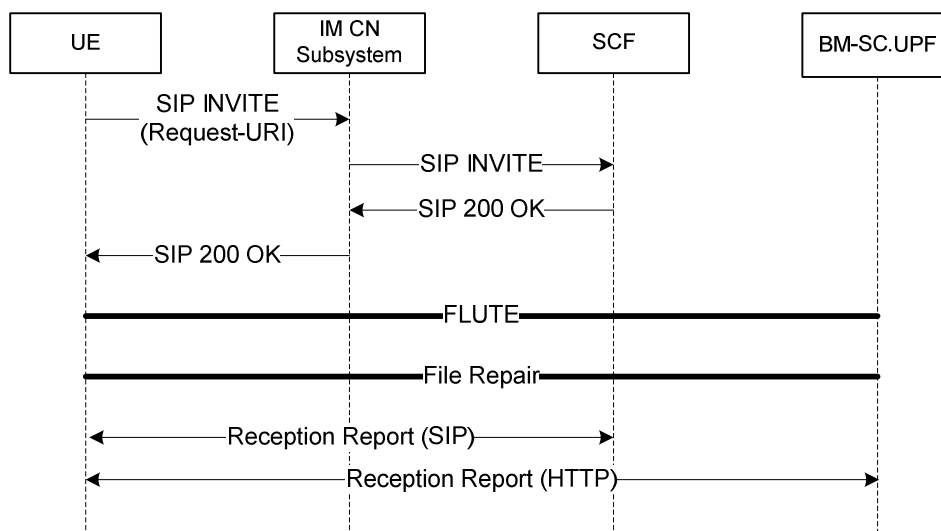 UE
IM CN
Subsystem
SCF
BM-SC.UPF
SIP INVITE
(Request-URI)
SIP INVITE
SIP 200 OK
SIP 200 OK
FLUTE
File Repair
Reception Report (SIP)
Reception Report (HTTP)